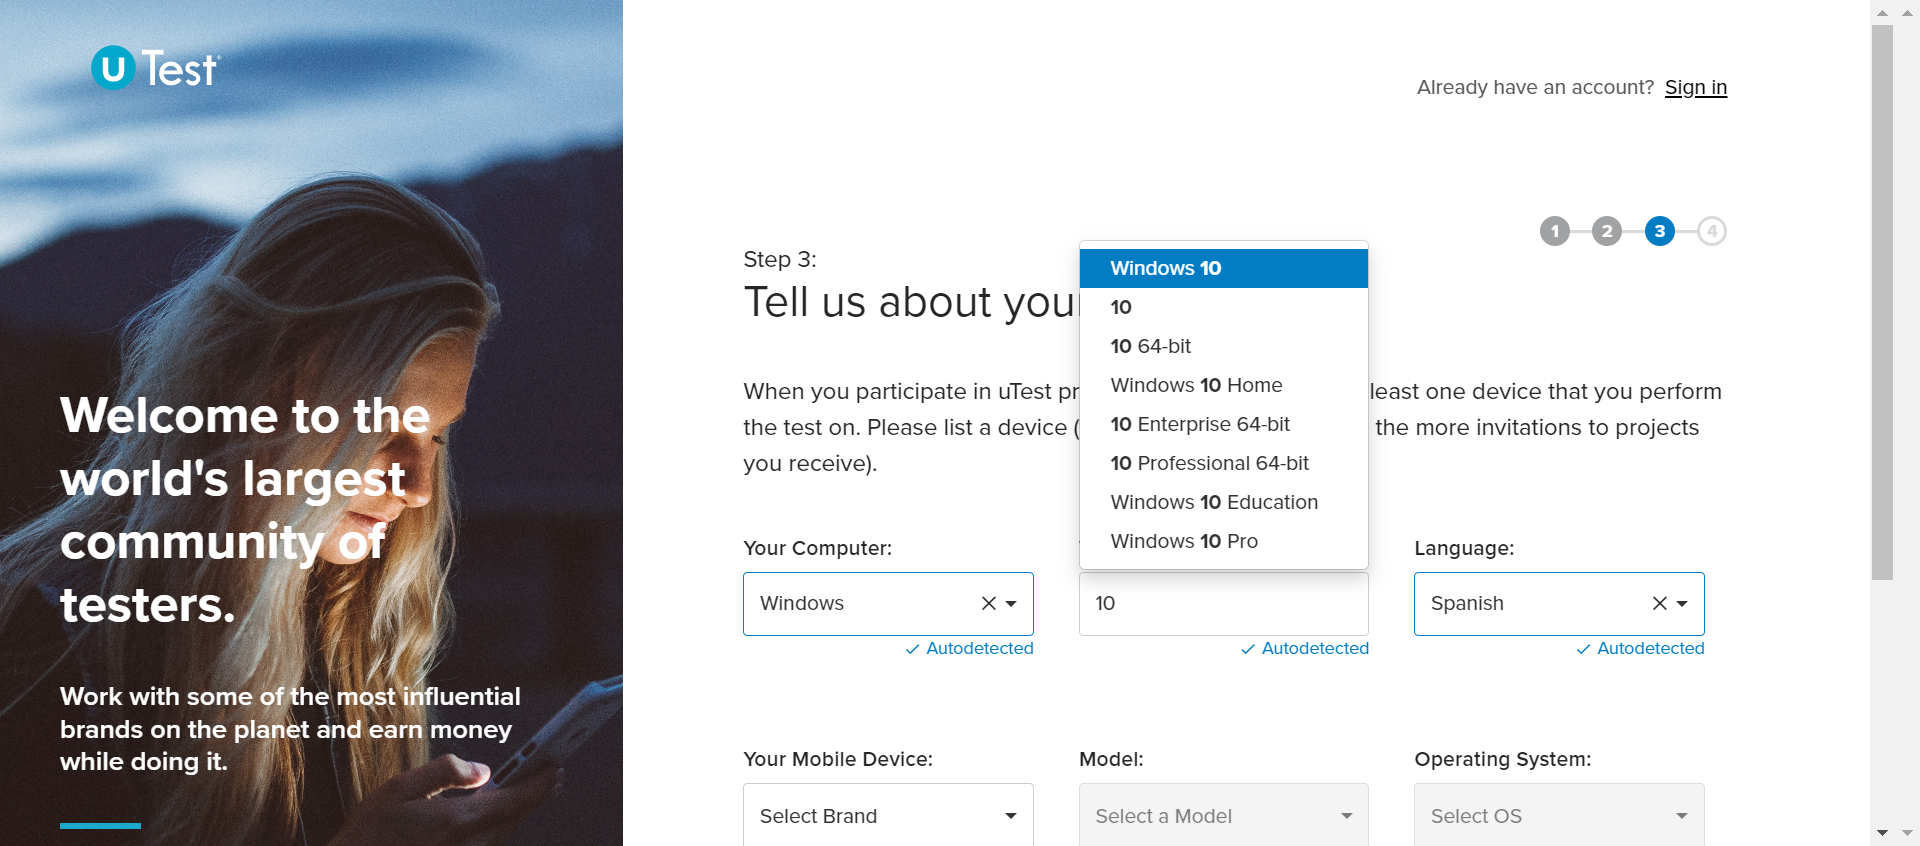 uTest
Welcome to the
world's largest
community of
testers.
Work with some of the most influential
brands on the planet and earn money
while doing it.
Already have an account? Sign in
1 2 3 4
Step 3:
Tell us about your
When you participate in uTest pr
least one device that you perform
the test on. Please list a device (
the more invitations to projects
you receive).
Windows 10
10
10 64-bit
Windows 10 Home
10 Enterprise 64-bit
10 Professional 64-bit
Windows 10 Education
Windows 10 Pro
Your Computer:
Language:
Windows
10
Spanish
Autodetected
Autodetected
Autodetected
Your Mobile Device:
Model:
Operating System:
Select Brand
Select a Model
Select OS